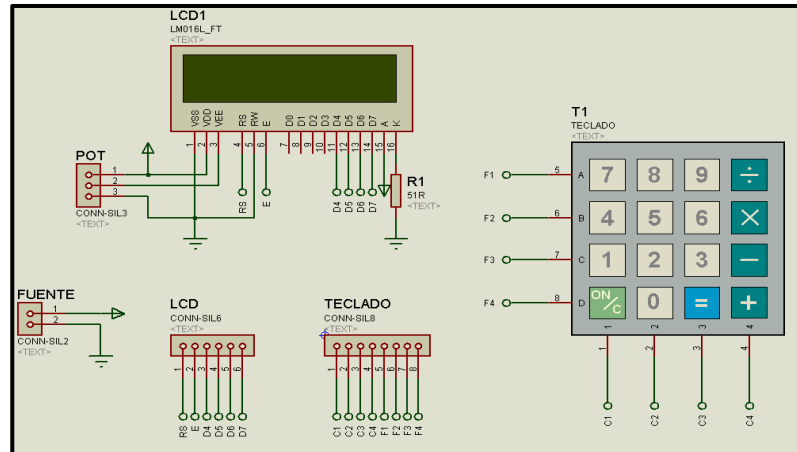 LCD1
LM016L_FT
<TEXT>
VSS VDD VEE RS RW E D0 D1 D2 D3 D4 D5 D6 D7 A K
1 2 3 4 5 6 7 8 9 10 11 12 13 14 15 16
RS E D4 D5 D6 D7
POT
1
2
3
CONN-SIL3
<TEXT>
R1
51R
<TEXT>
T1
TECLADO
<TEXT>
F1 5 A 7 8 9 ÷
F2 6 B 4 5 6 ×
F3 7 C 1 2 3 −
F4 8 D ON/C 0 = +
1 2 3 4
1 2 3 4
C1 C2 C3 C4
FUENTE
1
2
CONN-SIL2
<TEXT>
LCD
CONN-SIL6
<TEXT>
1 2 3 4 5 6
RS E D4 D5 D6 D7
TECLADO
CONN-SIL8
<TEXT>
1 2 3 4 5 6 7 8
C1 C2 C3 C4 F1 F2 F3 F4